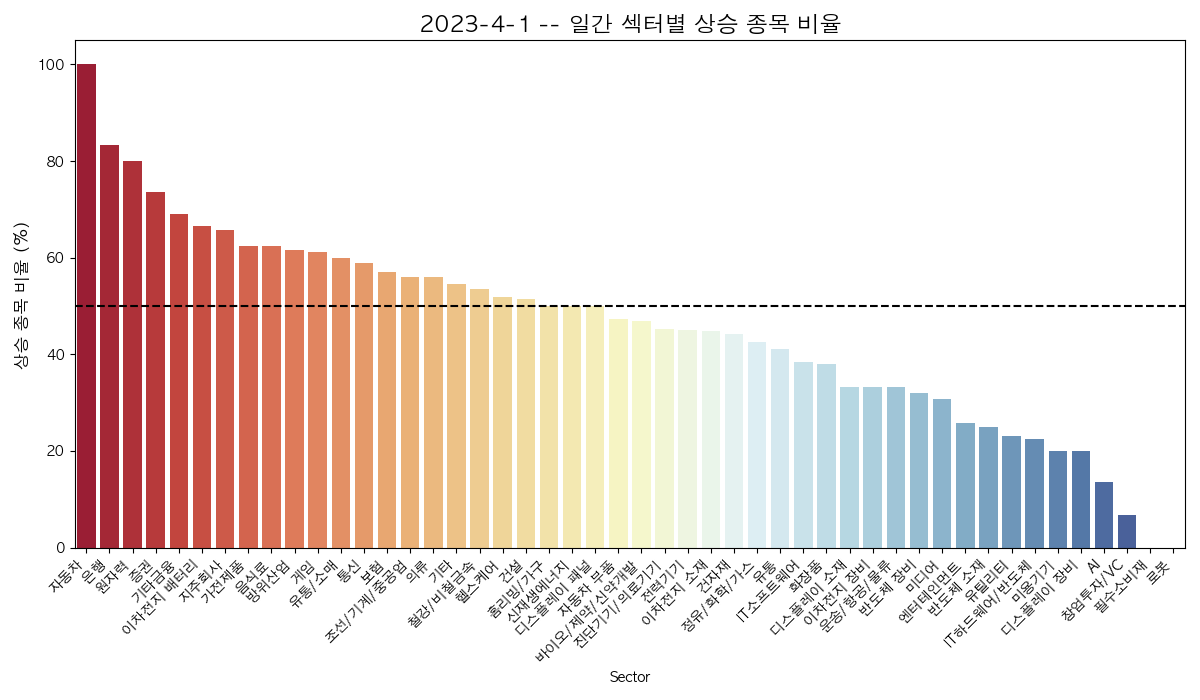 2023-4-1 -- 일간 섹터별 상승 종목 비율
상승 종목 비율 (%)
100
80
60
40
20
0
자동차
은행
원자력
증권
기타금융
이차전지 배터리
지주회사
가전제품
음식료
방위산업
게임
유통/소매
통신
보험
조선/기계/중공업
의류
기타
철강/비철금속
헬스케어
건설
홈리빙/가구
신재생에너지
디스플레이 패널
자동차 부품
바이오/제약/신약개발
진단기기/의료기기
전력기기
이차전지 소재
건자재
정유/화학/가스
유통
IT소프트웨어
화장품
디스플레이 소재
이차전지 장비
운송/항공/물류
반도체 장비
미디어
엔터테인먼트
반도체 소재
유틸리티
IT하드웨어/반도체
미용기기
디스플레이 장비
AI
창업투자/VC
필수소비재
로봇
Sector